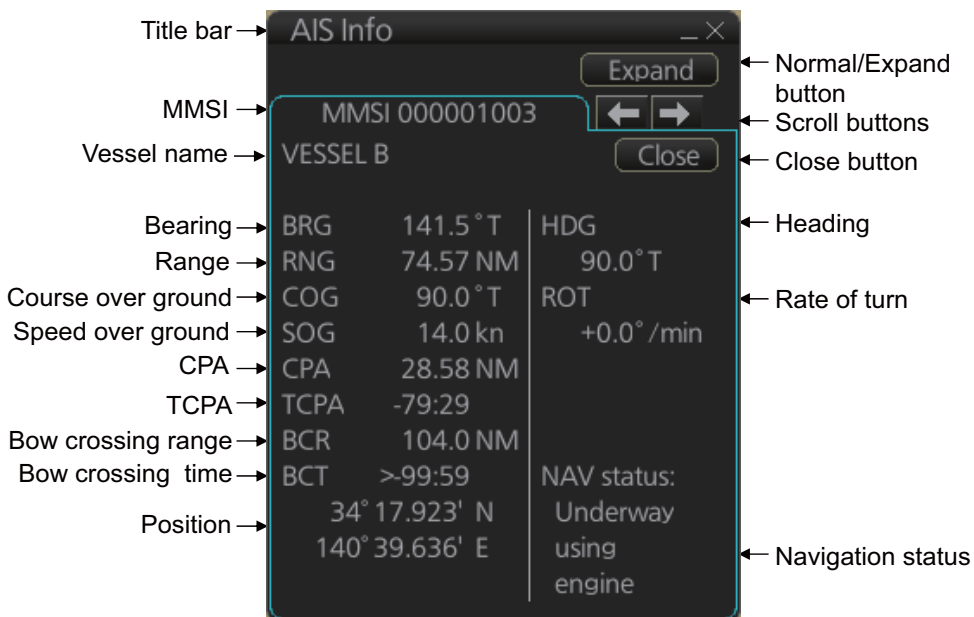 Title bar
AIS Info
Expand
Normal/Expand
button
MMSI
MMSI 000001003
Scroll buttons
Vessel name
VESSEL B
Close
Close button
Bearing
BRG 141.5°T
HDG
Heading
Range
RNG 74.57 NM
90.0°T
Course over ground
COG 90.0°T
ROT
Rate of turn
Speed over ground
SOG 14.0 kn
+0.0°/min
CPA
CPA 28.58 NM
TCPA
TCPA -79:29
Bow crossing range
BCR 104.0 NM
Bow crossing time
BCT >-99:59
NAV status:
Position
34° 17.923' N
Underway
140° 39.636' E
using
Navigation status
engine